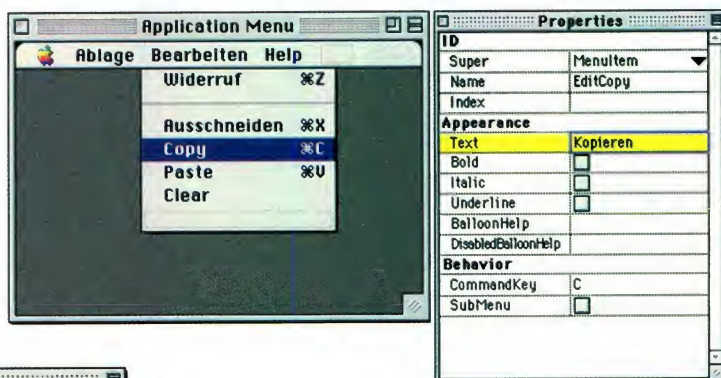 Application Menu
Ablage Bearbeiten Help
Widerruf ⌘Z
Ausschneiden ⌘X
Copy ⌘C
Paste ⌘V
Clear
Properties
ID
Super MenuItem
Name EditCopy
Index
Appearance
Text Kopieren
Bold
Italic
Underline
BalloonHelp
DisabledBalloonHelp
Behavior
CommandKey C
SubMenu